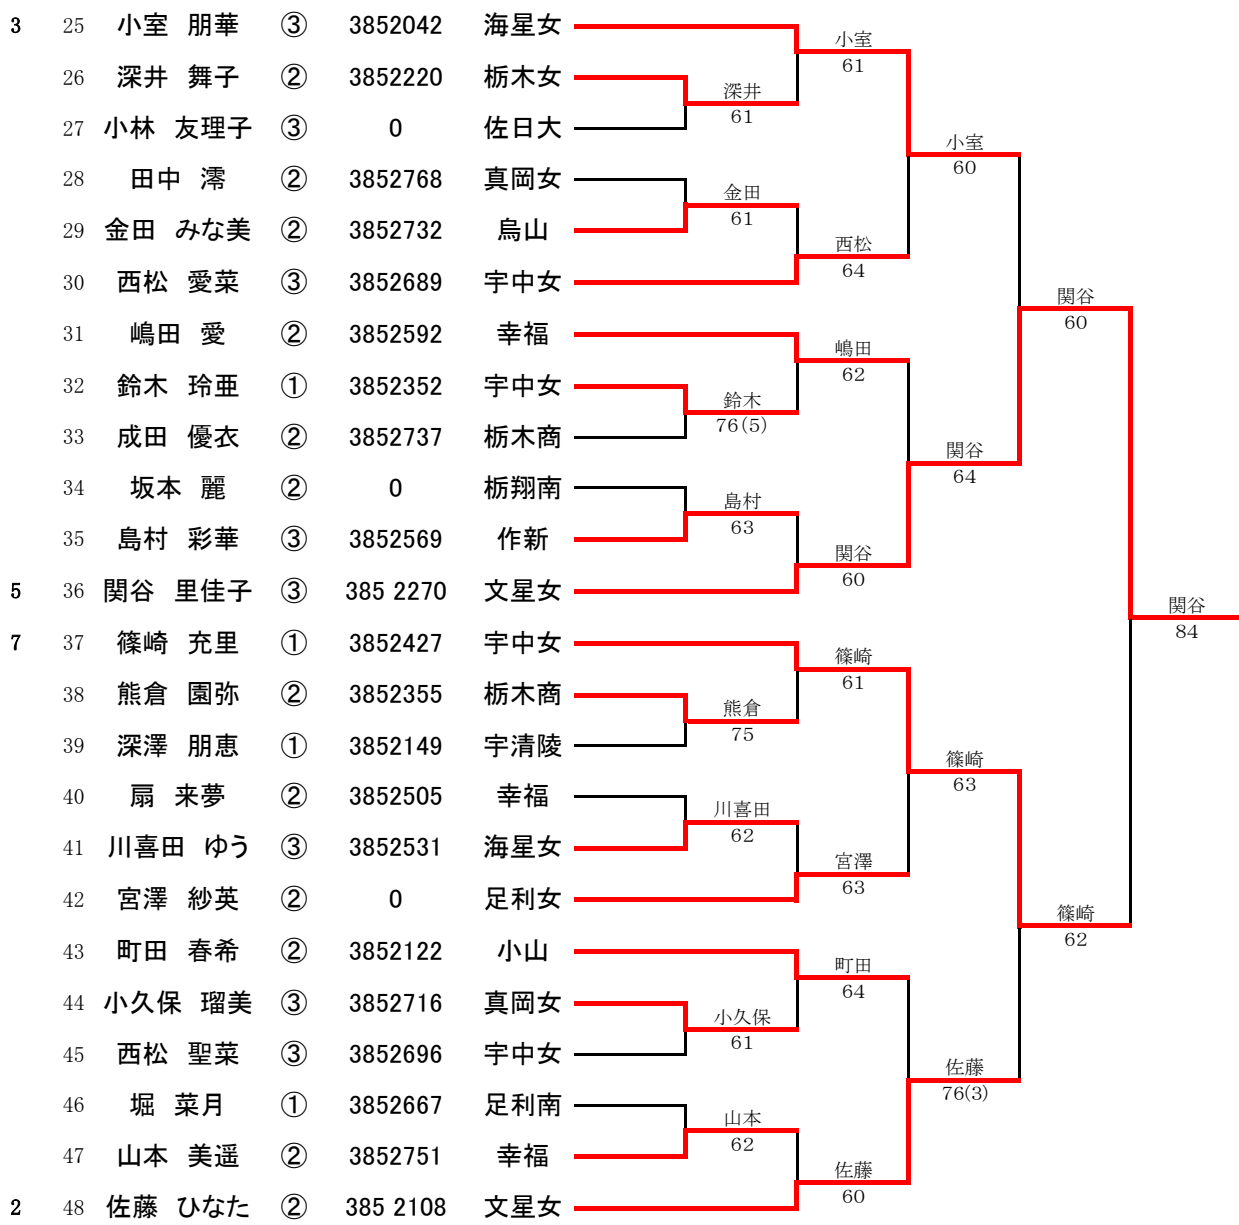 3 25 小室 朋華 ③ 3852042 海星女
小室
61
26 深井 舞子 ② 3852220 栃木女
深井
61
27 小林 友理子 ③ 0 佐日大
小室
60
28 田中 澪 ② 3852768 真岡女
金田
61
29 金田 みな美 ② 3852732 烏山
西松
64
30 西松 愛菜 ③ 3852689 宇中女
関谷
60
31 嶋田 愛 ② 3852592 幸福
嶋田
62
32 鈴木 玲亜 ① 3852352 宇中女
鈴木
76(5)
33 成田 優衣 ② 3852737 栃木商
関谷
64
34 坂本 麗 ② 0 栃翔南
島村
63
35 島村 彩華 ③ 3852569 作新
関谷
60
5 36 関谷 里佳子 ③ 385 2270 文星女
関谷
84
7 37 篠崎 充里 ① 3852427 宇中女
篠崎
61
38 熊倉 園弥 ② 3852355 栃木商
熊倉
75
39 深澤 朋恵 ① 3852149 宇清陵
篠崎
63
40 扇 来夢 ② 3852505 幸福
川喜田
62
41 川喜田 ゆう ③ 3852531 海星女
宮澤
63
42 宮澤 紗英 ② 0 足利女
篠崎
62
43 町田 春希 ② 3852122 小山
町田
64
44 小久保 瑠美 ③ 3852716 真岡女
小久保
61
45 西松 聖菜 ③ 3852696 宇中女
佐藤
76(3)
46 堀 菜月 ① 3852667 足利南
山本
62
47 山本 美遥 ② 3852751 幸福
佐藤
60
2 48 佐藤 ひなた ② 385 2108 文星女